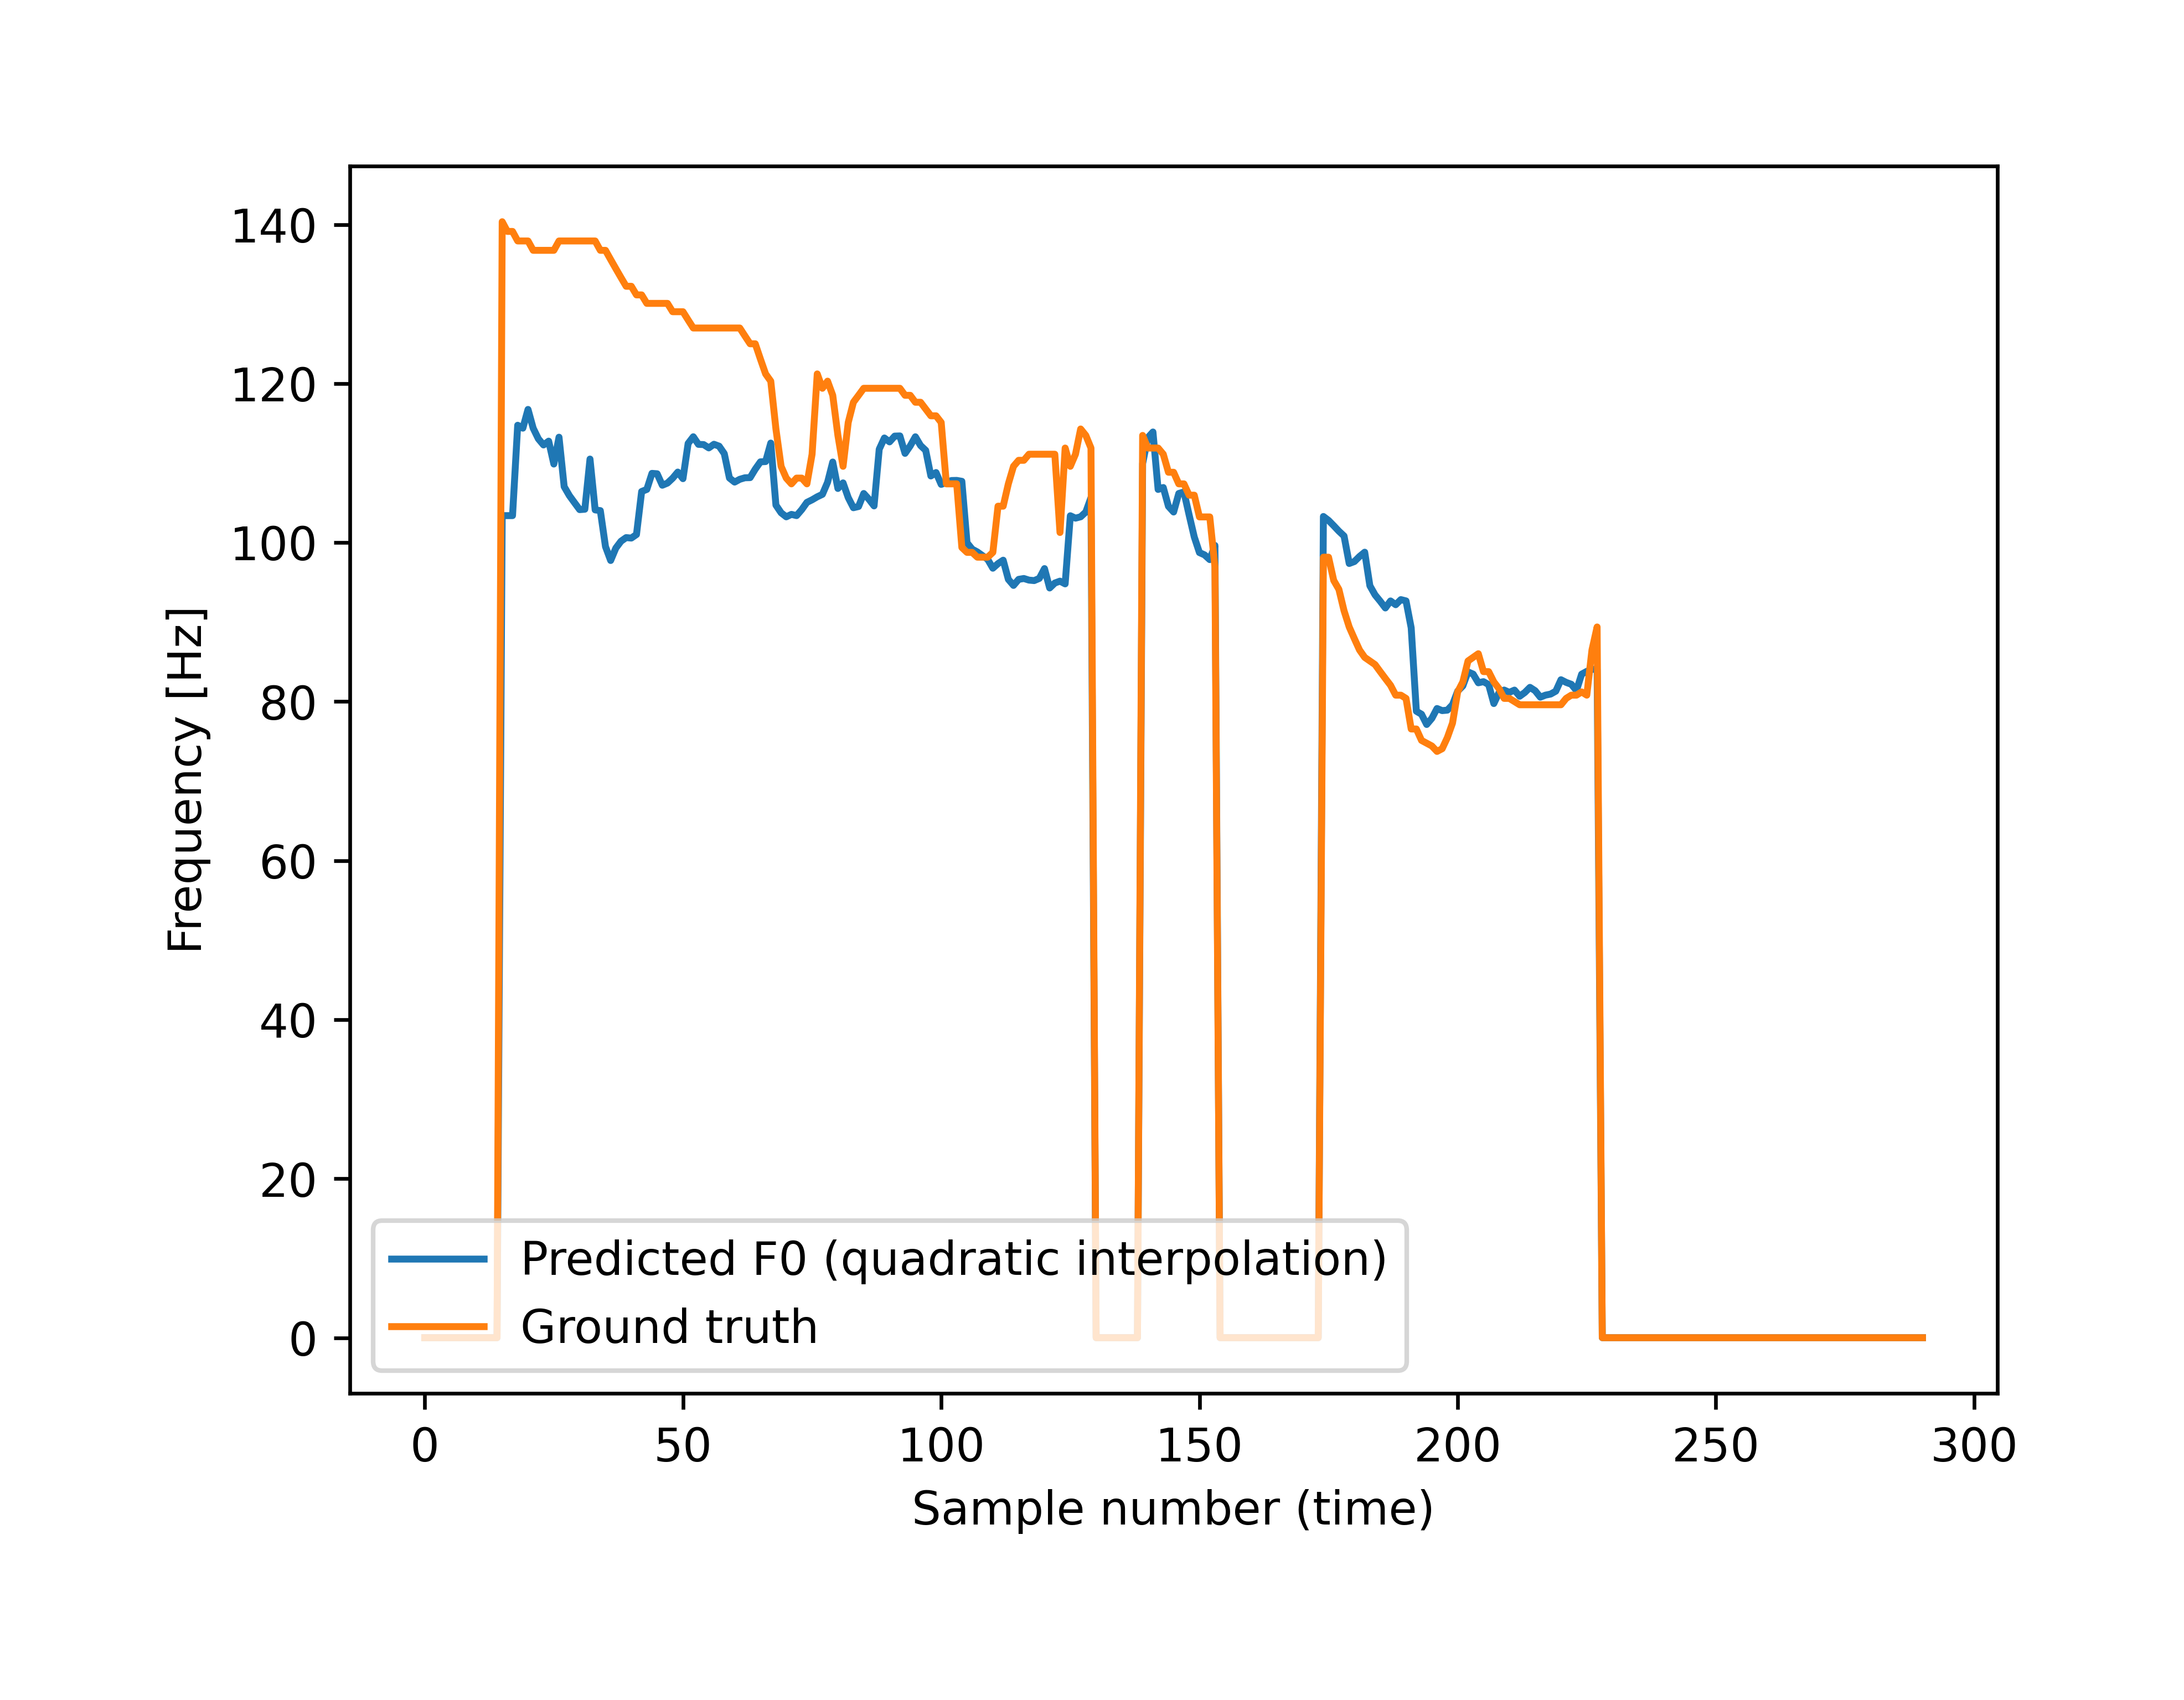 140
120
100
80
60
40
20
0
Frequency [Hz]
Predicted F0 (quadratic interpolation)
Ground truth
0 50 100 150 200 250 300
Sample number (time)